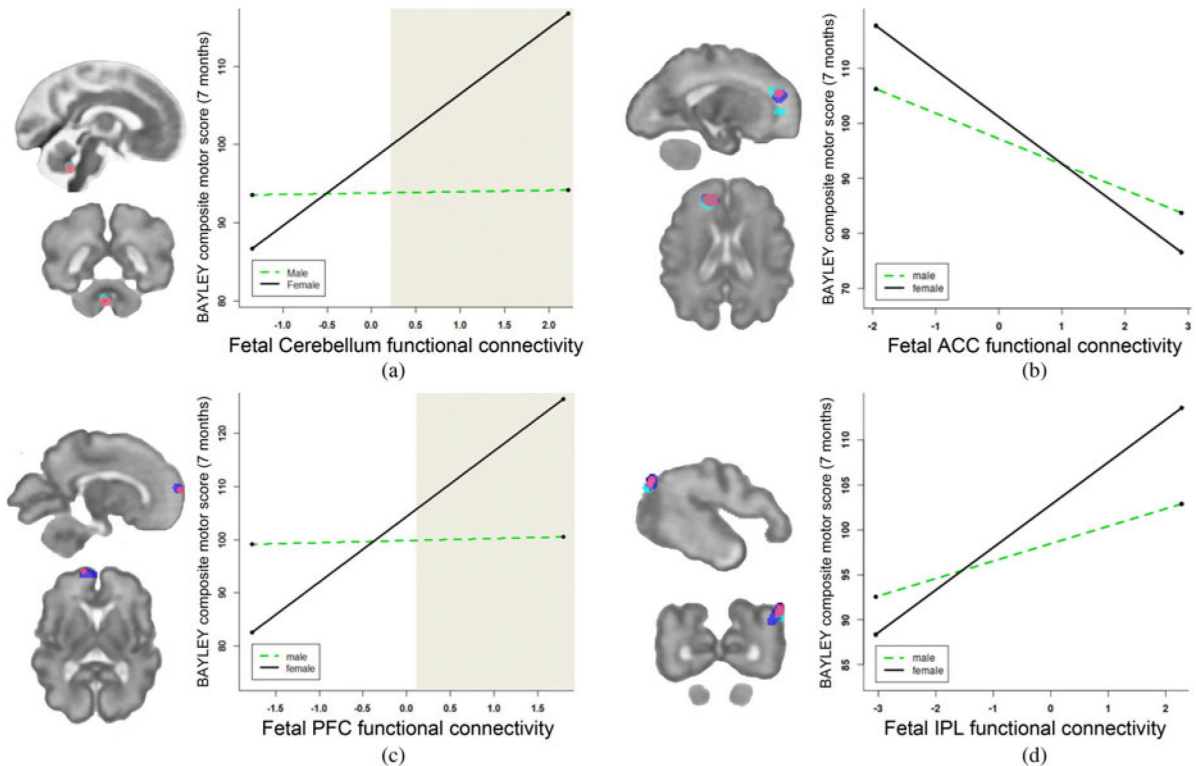 BAYLEY composite motor score (7 months)
110
100
90
80
Male
Female
-1.0
-0.5
0.0
0.5
1.0
1.5
2.0
Fetal Cerebellum functional connectivity
(a)
BAYLEY composite motor score (7 months)
110
100
90
80
70
male
female
-2
-1
0
1
2
3
Fetal ACC functional connectivity
(b)
BAYLEY composite motor score (7 months)
120
110
100
90
80
male
female
-1.5
-1.0
-0.5
0.0
0.5
1.0
1.5
Fetal PFC functional connectivity
(c)
BAYLEY composite motor score (7 months)
110
105
100
95
90
85
male
female
-3
-2
-1
0
1
2
Fetal IPL functional connectivity
(d)